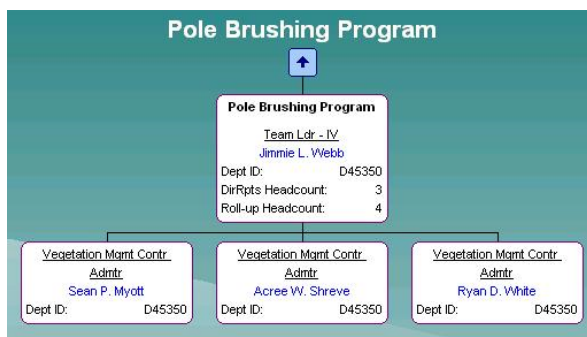 Pole Brushing Program
Pole Brushing Program
Team Ldr - IV
Jimmie L. Webb
Dept ID: D45350
DirRpts Headcount: 3
Roll-up Headcount: 4
Vegetation Mgmt Contr
Admtr
Sean P. Myott
Dept ID: D45350
Vegetation Mgmt Contr
Admtr
Acree W. Shreve
Dept ID: D45350
Vegetation Mgmt Contr
Admtr
Ryan D. White
Dept ID: D45350